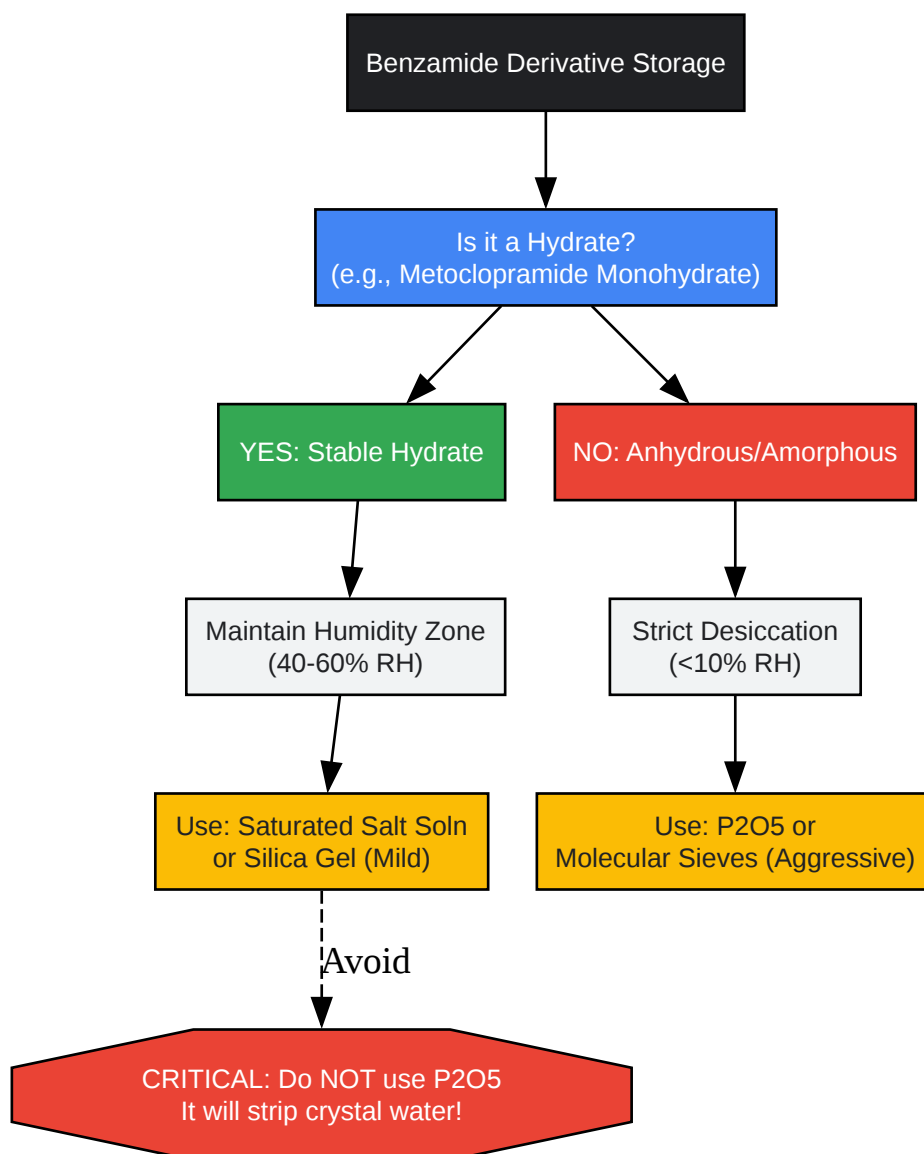 Benzamide Derivative Storage
Is it a Hydrate?
(e.g., Metoclopramide Monohydrate)
YES: Stable Hydrate
NO: Anhydrous/Amorphous
Maintain Humidity Zone
(40-60% RH)
Strict Desiccation
(<10% RH)
Use: Saturated Salt Soln
or Silica Gel (Mild)
Use: P2O5 or
Molecular Sieves (Aggressive)
Avoid
CRITICAL: Do NOT use P2O5
It will strip crystal water!